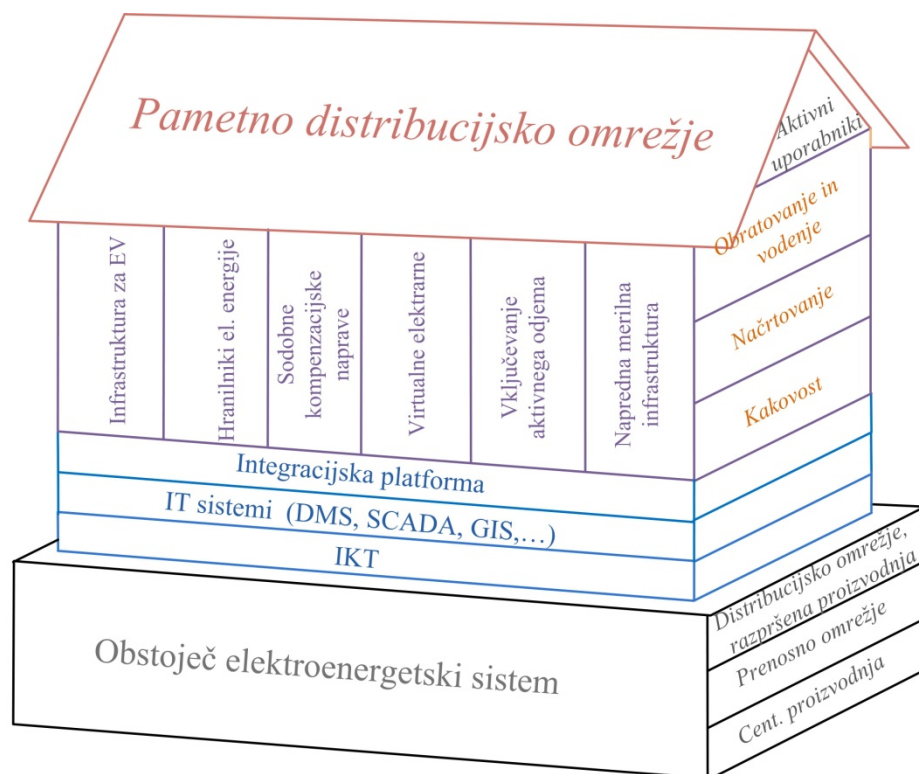 Pametno distribucijsko omrežje
Aktivni
uporabniki
Obratovanje in
vodenje
Načrtovanje
Kakovost
Infrastruktura za EV
Hranilniki el. energije
Sodobne
kompenzacijske
naprave
Virtualne elektrarne
Vključevanje
aktivnega odjema
Napredna merilna
infrastruktura
Integracijska platforma
IT sistemi (DMS, SCADA, GIS,...)
IKT
Obstoječ elektroenergetski sistem
Distribucijsko omrežje,
razpršena proizvodnja
Prenosno omrežje
Cent. proizvodnja